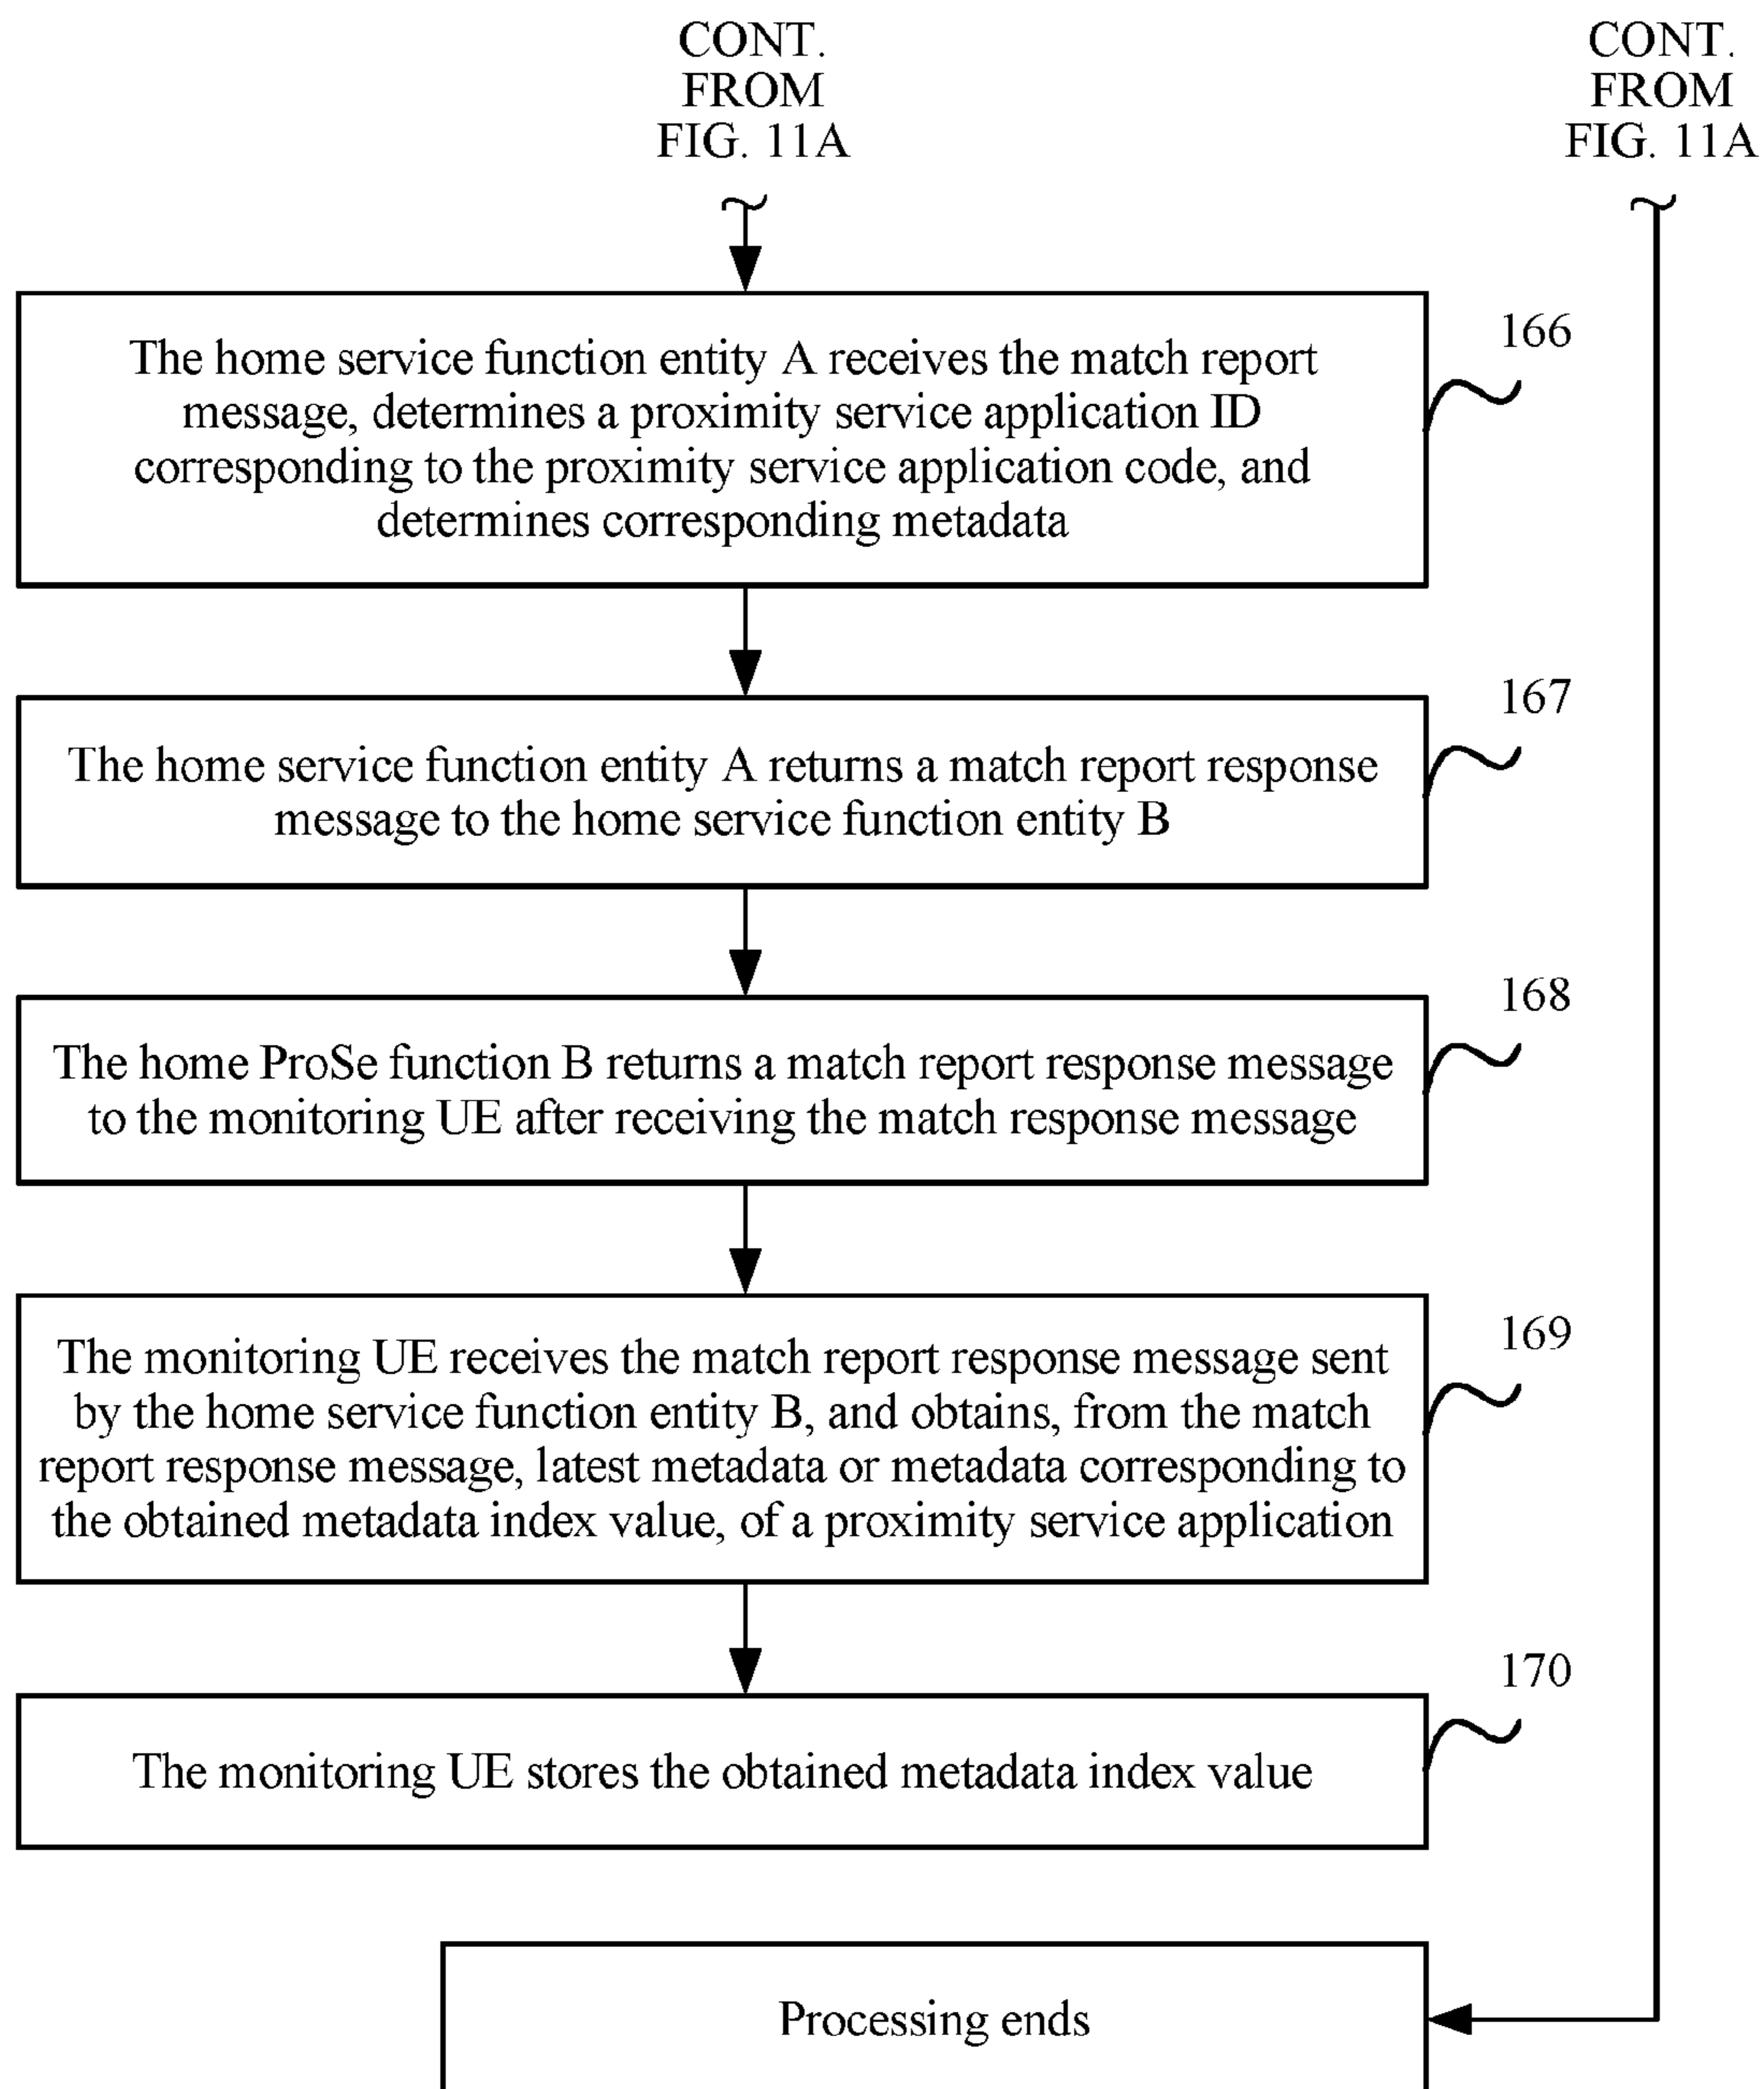 CONT.
FROM
FIG. 11A
CONT.
FROM
FIG. 11A
The home service function entity A receives the match report
message, determines a proximity service application ID
corresponding to the proximity service application code, and
determines corresponding metadata
166
The home service function entity A returns a match report response
message to the home service function entity B
167
The home ProSe function B returns a match report response message
to the monitoring UE after receiving the match response message
168
The monitoring UE receives the match report response message sent
by the home service function entity B, and obtains, from the match
report response message, latest metadata or metadata corresponding to
the obtained metadata index value, of a proximity service application
169
The monitoring UE stores the obtained metadata index value
170
Processing ends